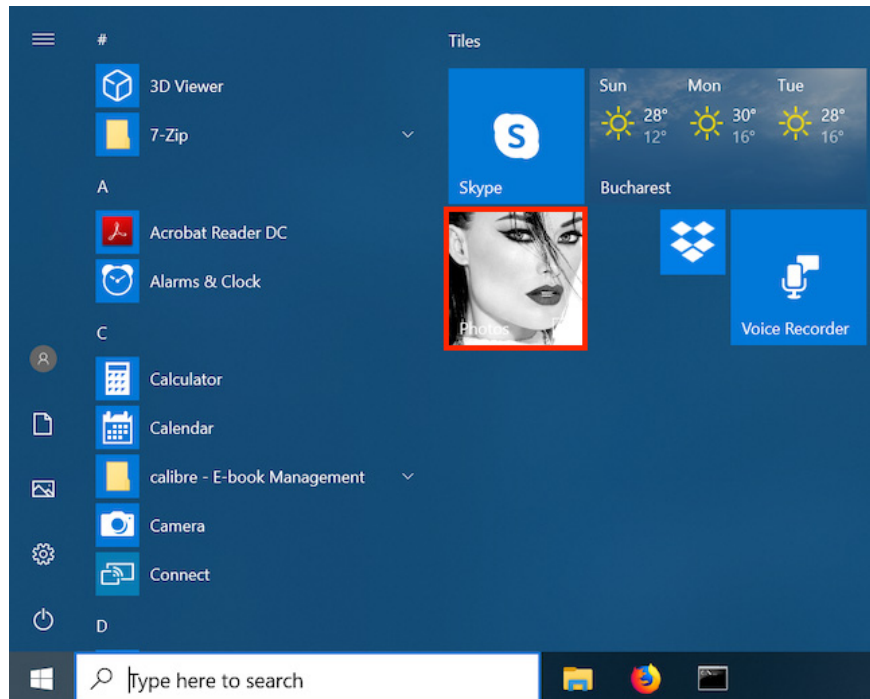 #
3D Viewer
7-Zip
A
Acrobat Reader DC
Alarms & Clock
C
Calculator
Calendar
calibre - E-book Management
Camera
Connect
D
Tiles
Skype
Sun Mon Tue
28° 30° 28°
12° 16° 16°
Bucharest
Photos
Voice Recorder
Type here to search